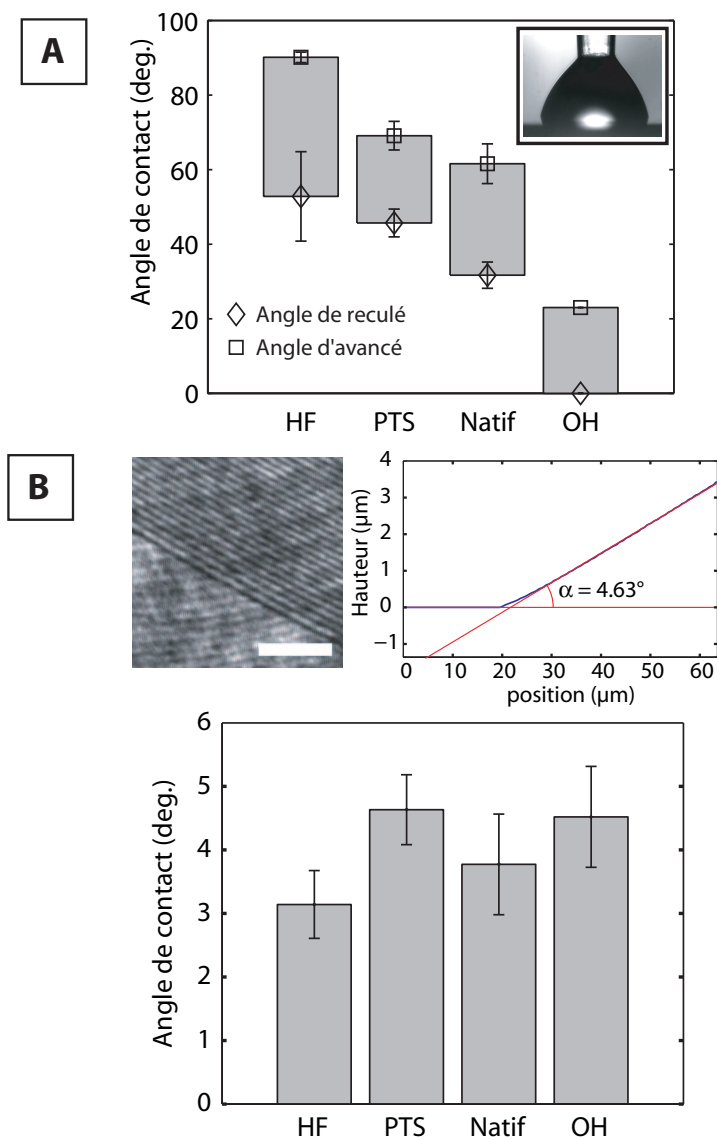 A
Angle de contact (deg.)
100
80
60
40
20
0
Angle de reculé
Angle d'avancé
HF PTS Natif OH
B
Hauteur (µm)
4
3
2
1
0
−1
α = 4.63°
0 10 20 30 40 50 60
position (µm)
Angle de contact (deg.)
6
5
4
3
2
1
0
HF PTS Natif OH